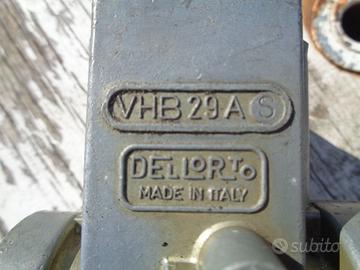 VHB 29 A S
DELLORTO
MADE IN ITALY
subito